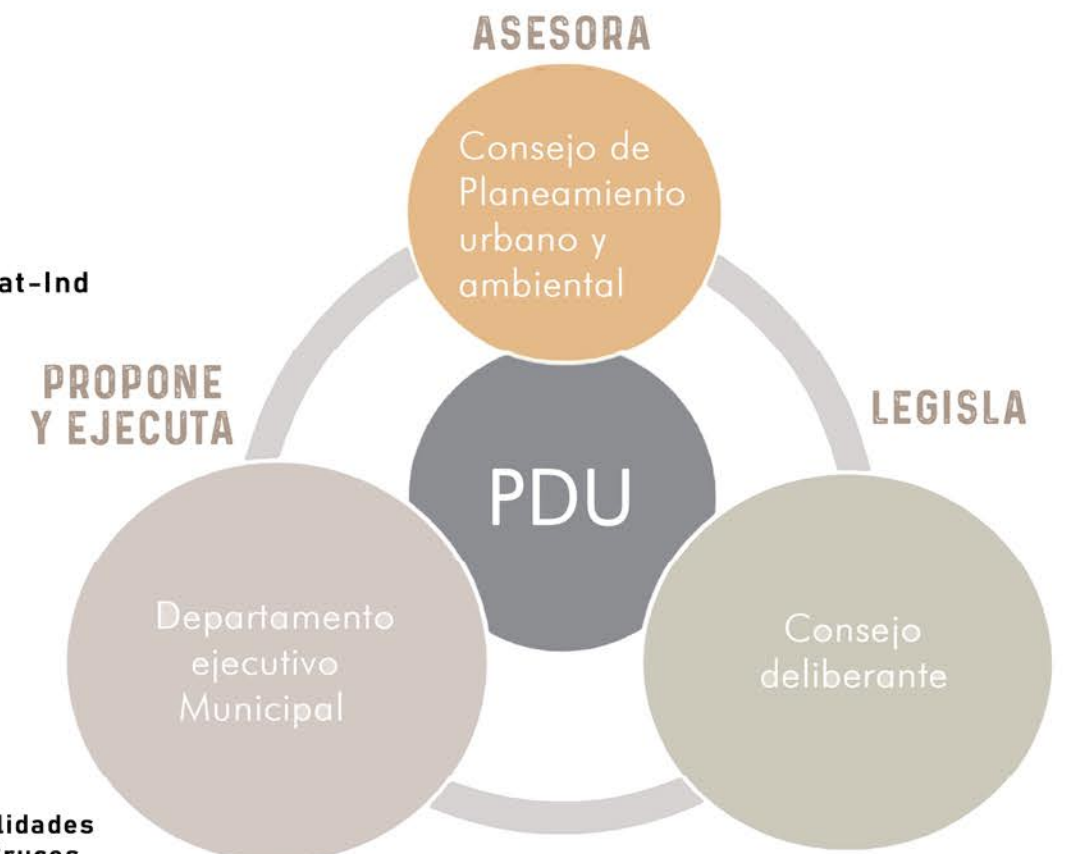 ASESORA
Consejo de
Planeamiento
urbano y
ambiental
at-Ind
PROPONE
Y EJECUTA
LEGISLA
PDU
Departamento
ejecutivo
Municipal
Consejo
deliberante
lidades